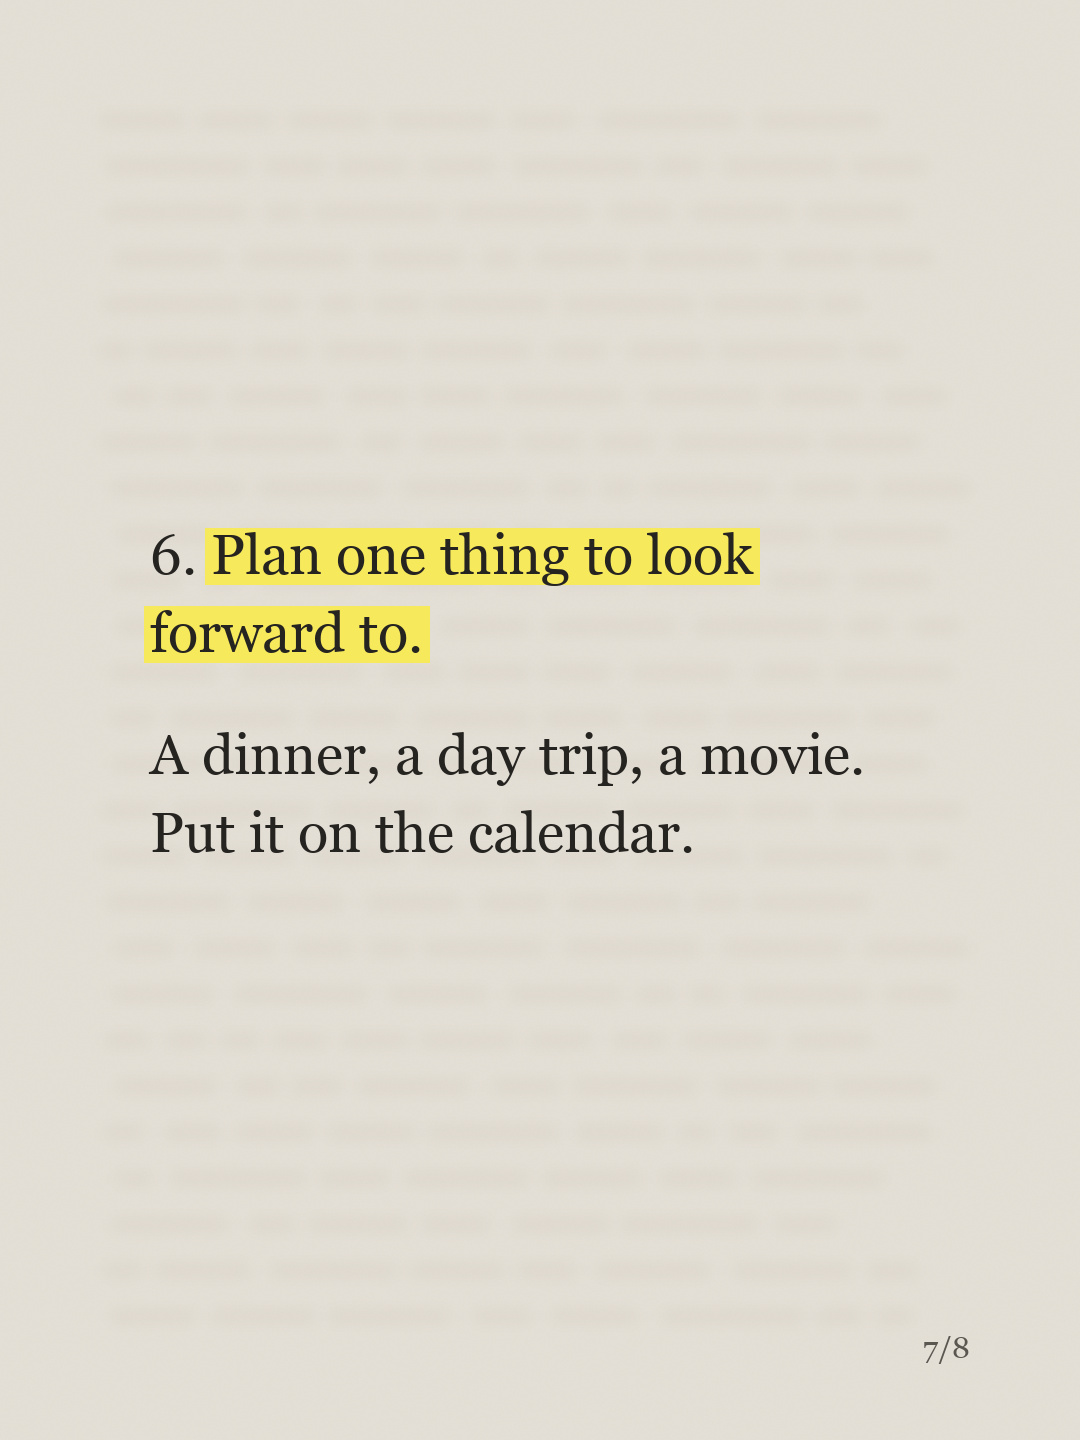 6. Plan one thing to look
forward to.
A dinner, a day trip, a movie.
Put it on the calendar.
7/8